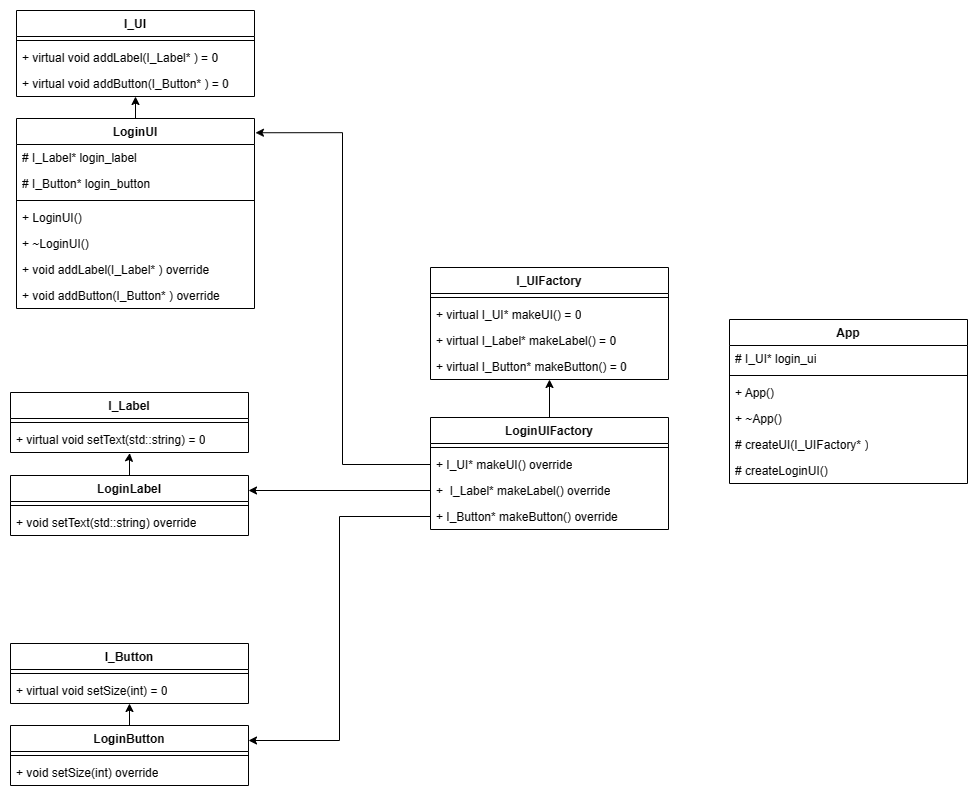 I_UI
+ virtual void addLabel(I_Label* ) = 0
+ virtual void addButton(I_Button* ) = 0
LoginUI
# I_Label* login_label
# I_Button* login_button
+ LoginUI()
+ ~LoginUI()
+ void addLabel(I_Label* ) override
+ void addButton(I_Button* ) override
I_Label
+ virtual void setText(std::string) = 0
LoginLabel
+ void setText(std::string) override
I_Button
+ virtual void setSize(int) = 0
LoginButton
+ void setSize(int) override
I_UIFactory
+ virtual I_UI* makeUI() = 0
+ virtual I_Label* makeLabel() = 0
+ virtual I_Button* makeButton() = 0
LoginUIFactory
+ I_UI* makeUI() override
+  I_Label* makeLabel() override
+ I_Button* makeButton() override
App
# I_UI* login_ui
+ App()
+ ~App()
# createUI(I_UIFactory* )
# createLoginUI()